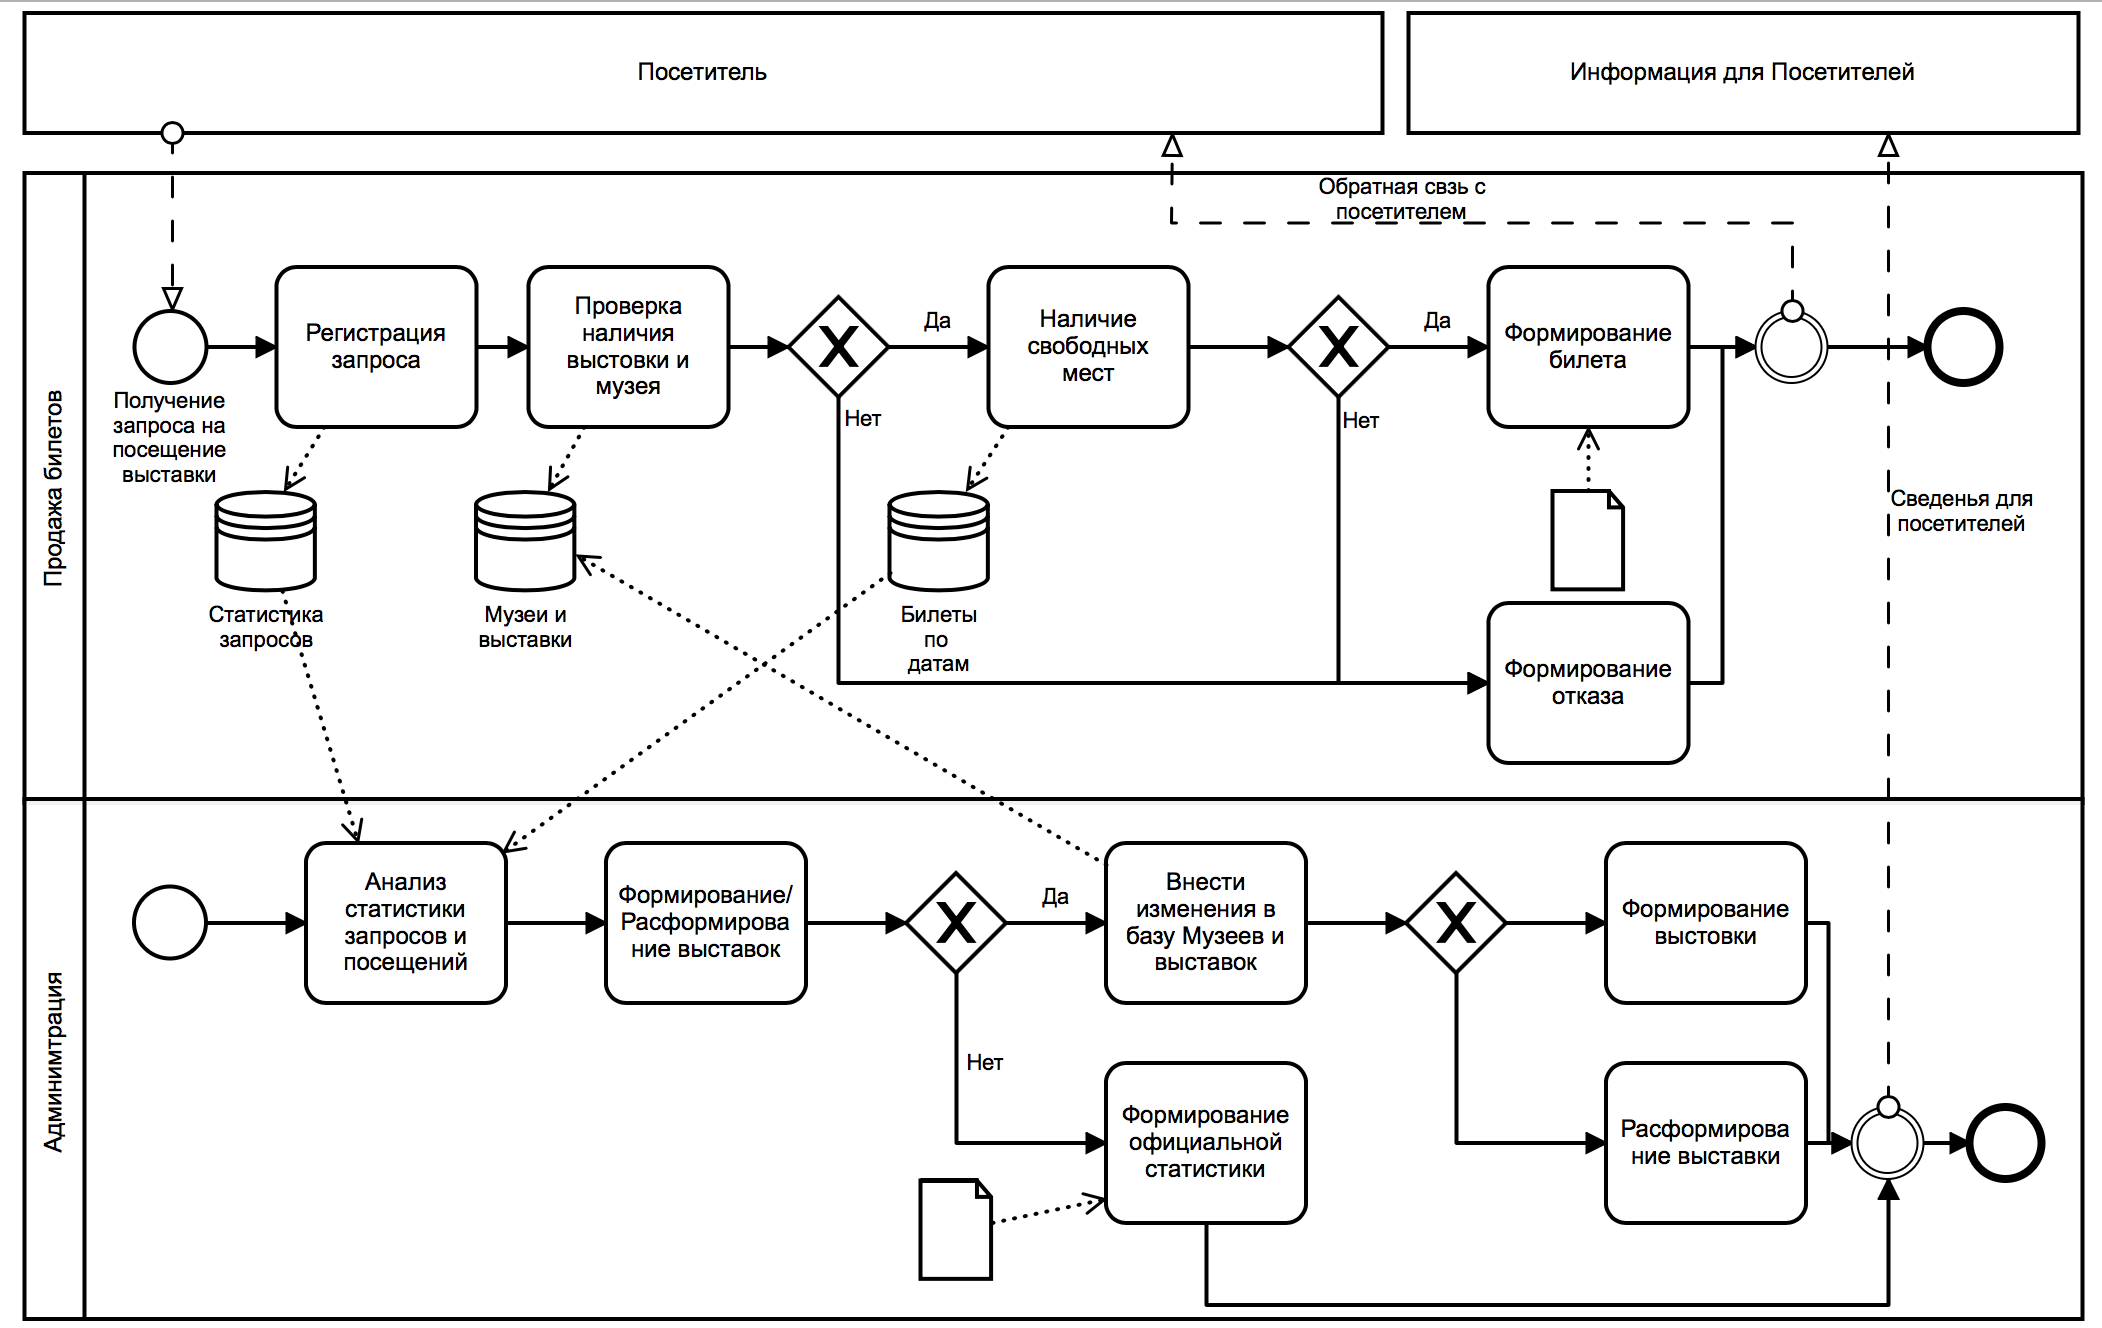 Посетитель
Информация для Посетителей
Обратная свзь с
посетителем
Продажа билетов
Получение
запроса на
посещение
выставки
Регистрация
запроса
Проверка
наличия
выстовки и
музея
X
Да
Нет
Наличие
свободных
мест
X
Да
Нет
Формирование
билета
Статистика
запросов
Музеи и
выставки
Билеты
по
датам
Формирование
отказа
Сведенья для
посетителей
Админимтрация
Анализ
статистики
запросов и
посещений
Формирование/
Расформирова
ние выставок
X
Да
Нет
Внести
изменения в
базу Музеев и
выставок
X
Формирование
выстовки
Формирование
официальной
статистики
Расформирова
ние выставки